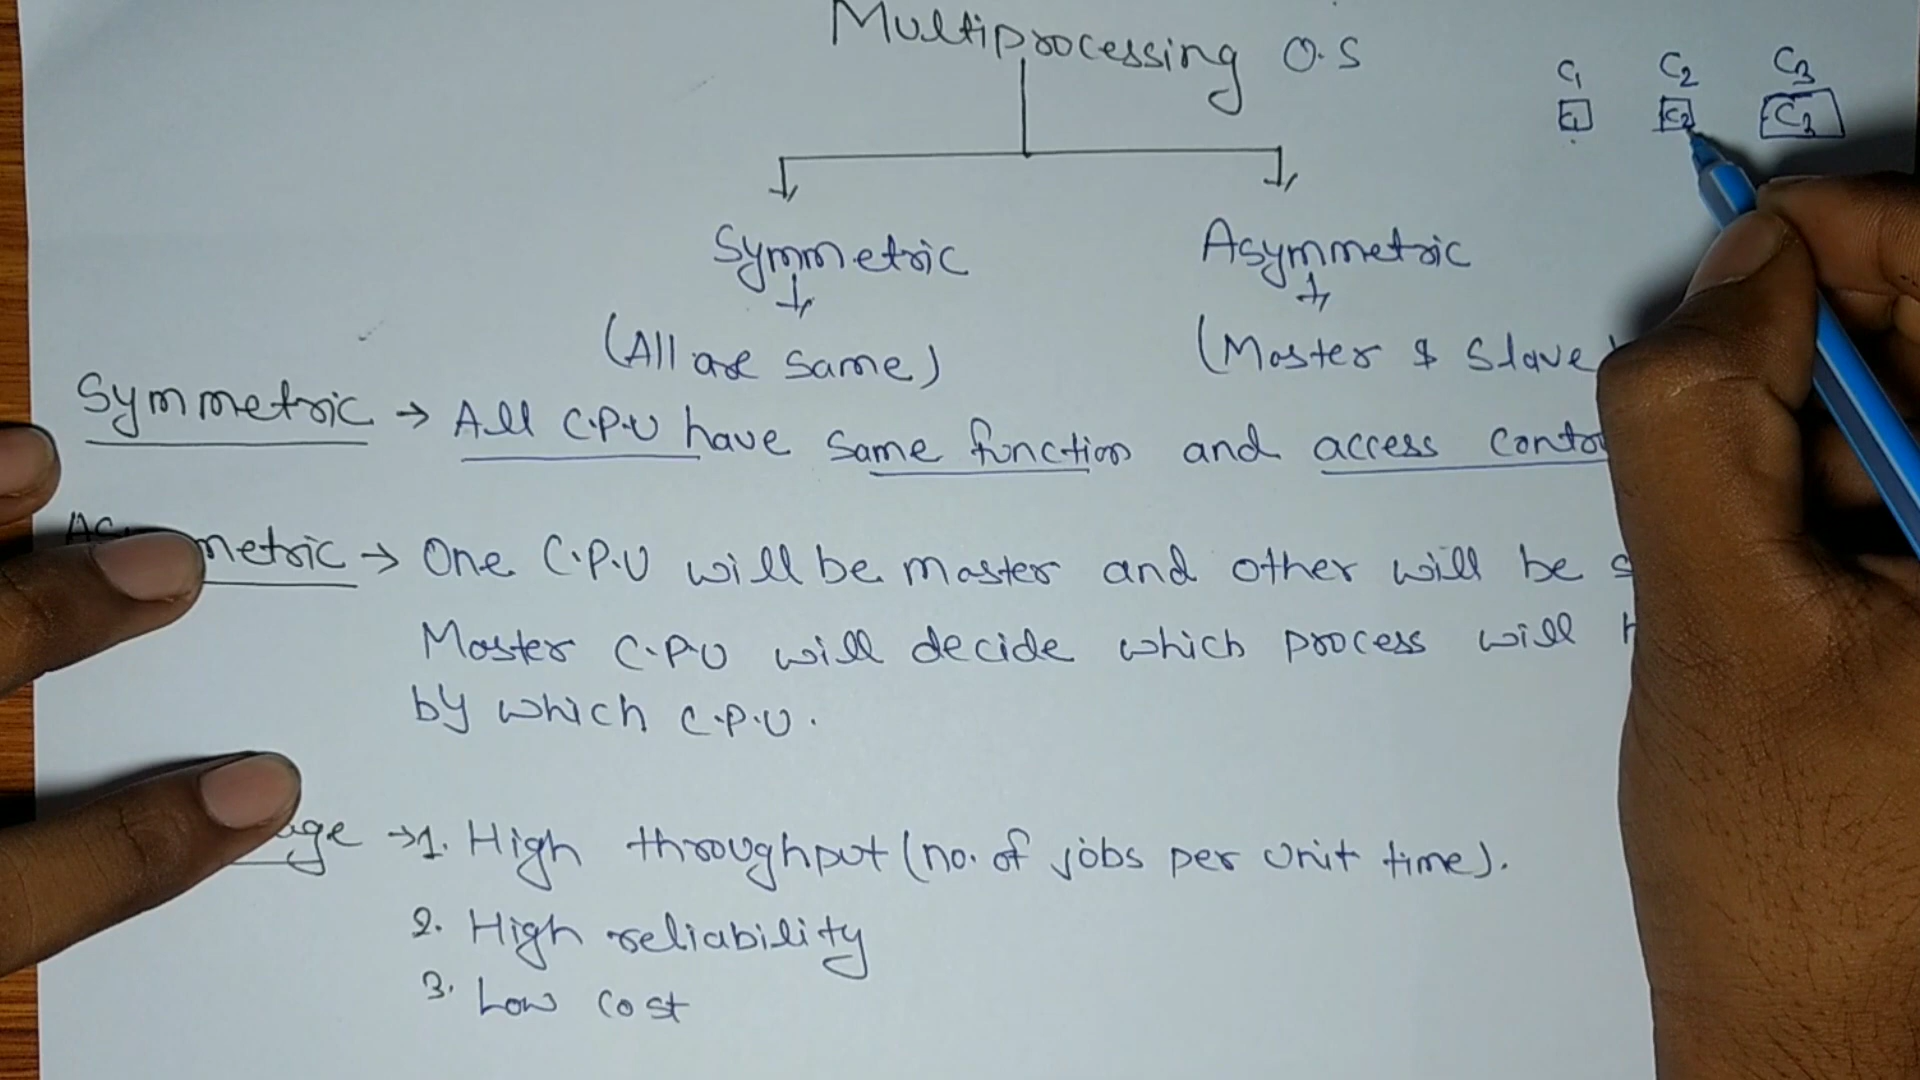 Multiprocessing O.S
C1 C2 C3
C1 C2 C3
Symmetric Asymmetric
(All are same) (Master & Slave
Symmetric → All C.P.U have same function and access
metric → One C.P.U will be master and other will be
Master C.P.U will decide which process will
by which C.P.U.
→ 1. High throughput (no. of jobs per unit time).
2. High reliability
3. Low cost